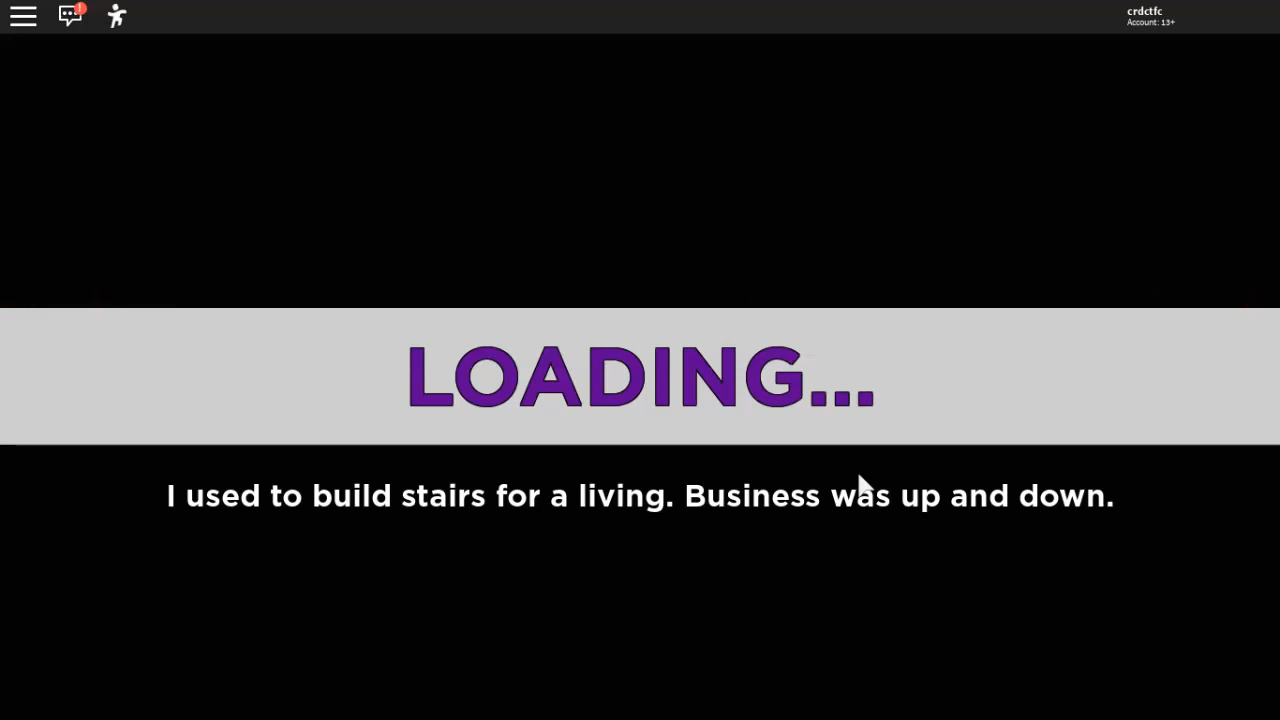 crdctfc
Account: 13+
LOADING...
I used to build stairs for a living. Business was up and down.